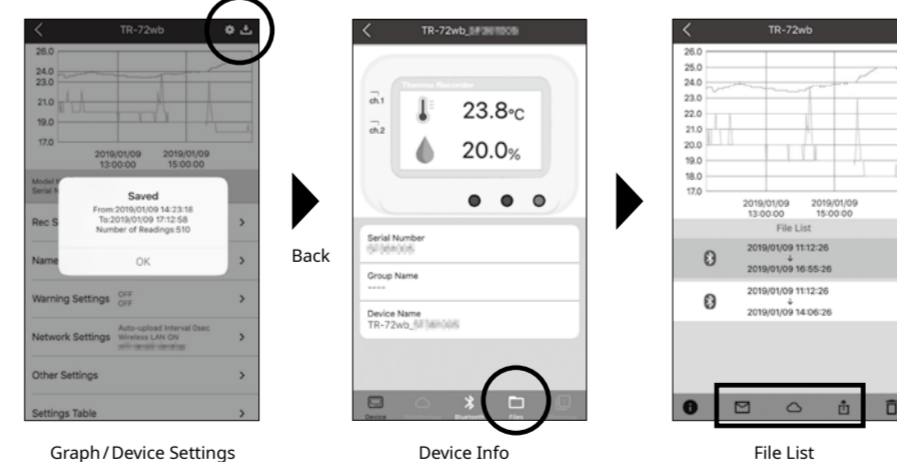 TR-72wb
26.0
24.0
23.0
21.0
19.0
17.0
2019/01/09 2019/01/09
13:00:00 15:00:00
Model
Serial
Saved
From:2019/01/09 14:23:18
To:2019/01/09 17:12:58
Number of Readings:510
OK
Rec S
Name
Warning Settings OFF
OFF
Network Settings Auto-upload Interval 0sec
Wireless LAN ON
Other Settings
Settings Table
Graph / Device Settings
Back
TR-72wb_
Thermo Recorder
ch.1
ch.2
23.8°C
20.0%
Serial Number
Group Name
----
Device Name
TR-72wb_
Device Bluetooth Files
Device Info
TR-72wb
26.0
25.0
24.0
23.0
22.0
21.0
20.0
19.0
18.0
17.0
2019/01/09 2019/01/09
13:00:00 15:00:00
File List
2019/01/09 11:12:26
↓
2019/01/09 16:55:26
2019/01/09 11:12:26
↓
2019/01/09 14:06:26
File List